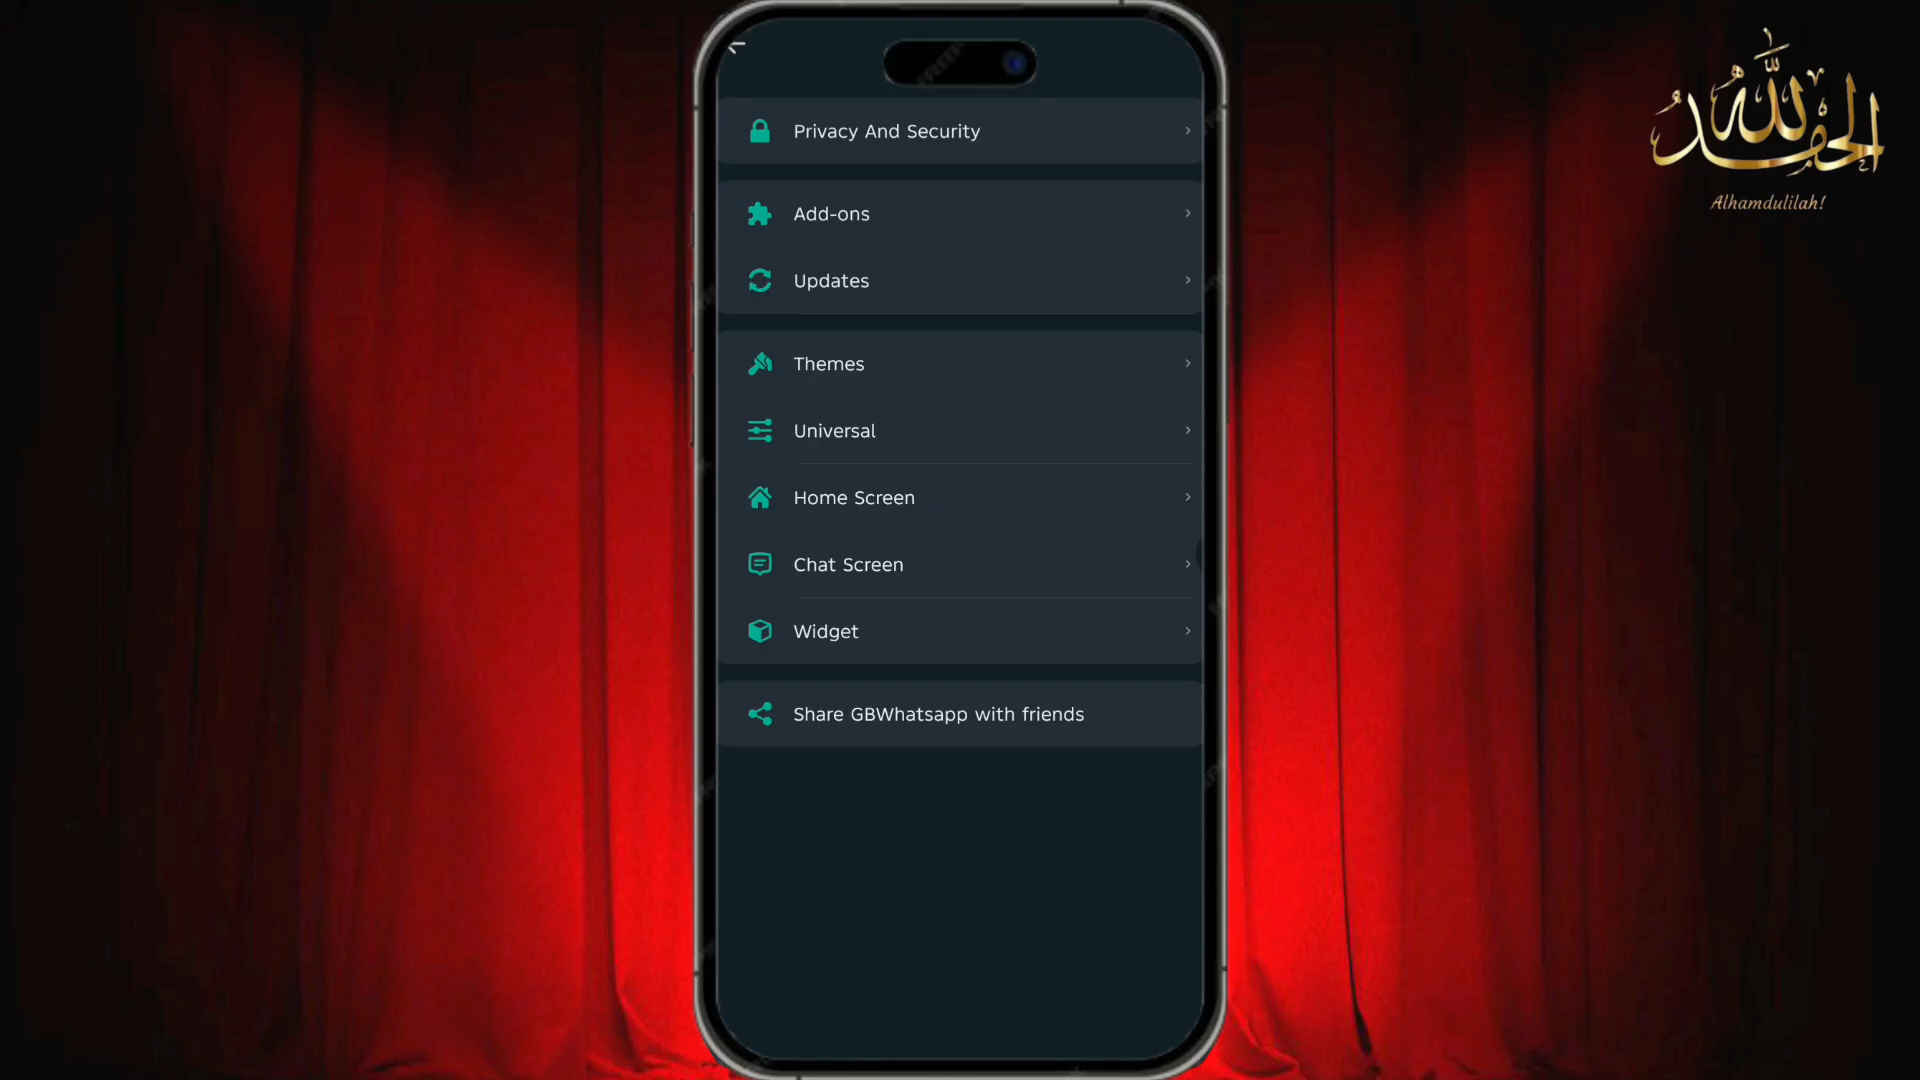 Privacy And Security
Add-ons
Updates
Themes
Universal
Home Screen
Chat Screen
Widget
Share GBWhatsapp with friends
الحمد لله
Alhamdulilah!